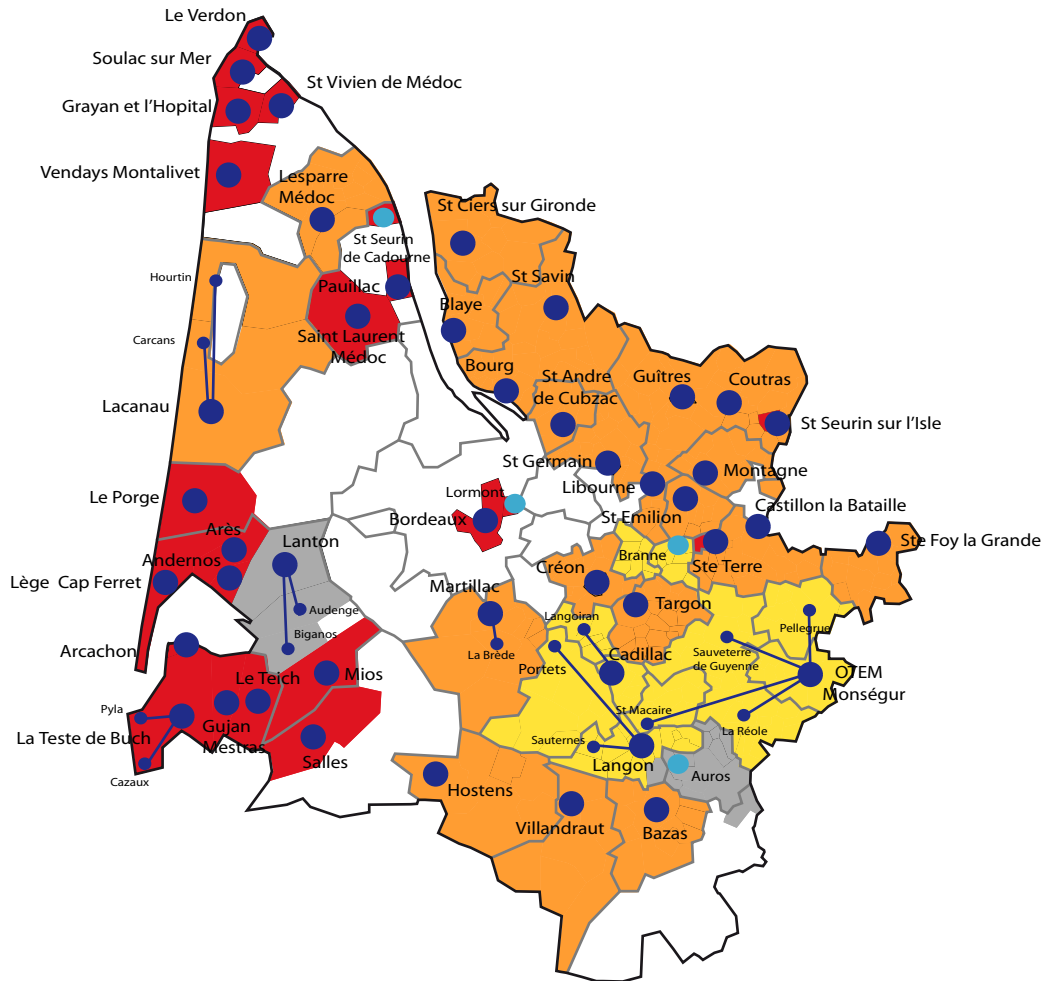 Le Verdon
Soulac sur Mer
St Vivien de Médoc
Grayan et l'Hopital
Vendays Montalivet
Lesparre
Médoc
St Ciers sur Gironde
St Seurin
de Cadourne
Hourtin
Pauillac
St Savin
Blaye
Saint Laurent
Médoc
Carcans
Bourg
St Andre
de Cubzac
Guîtres
Coutras
Lacanau
St Seurin sur l'Isle
St Germain
Montagne
Le Porge
Lormont
Libourne
Castillon la Bataille
Bordeaux
St Emilion
Arès
Lanton
Branne
Ste Foy la Grande
Andernos
Créon
Ste Terre
Lège Cap Ferret
Martillac
Targon
Audenge
Langoiran
Biganos
Pellegrue
Arcachon
La Brède
Cadillac
Sauveterre
de Guyenne
Portets
Le Teich
Mios
OTEM
Monségur
Pyla
St Macaire
La Teste de Buch
Gujan
Mestras
La Réole
Sauternes
Salles
Langon
Cazaux
Auros
Hostens
Villandraut
Bazas